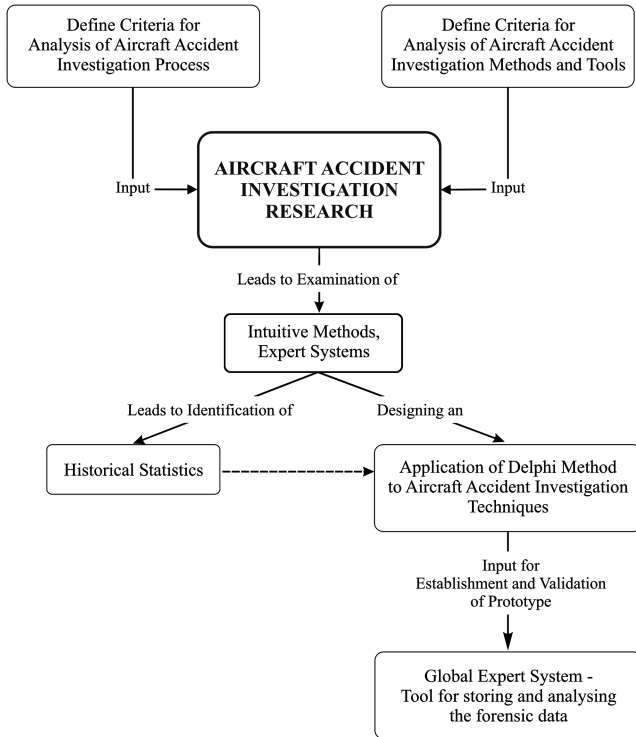 Define Criteria for
Analysis of Aircraft Accident
Investigation Process
Define Criteria for
Analysis of Aircraft Accident
Investigation Methods and Tools
Input
AIRCRAFT ACCIDENT
INVESTIGATION
RESEARCH
Input
Leads to Examination of
Intuitive Methods,
Expert Systems
Leads to Identification of
Designing an
Historical Statistics
Application of Delphi Method
to Aircraft Accident Investigation
Techniques
Input for
Establishment and Validation
of Prototype
Global Expert System -
Tool for storing and analysing
the forensic data